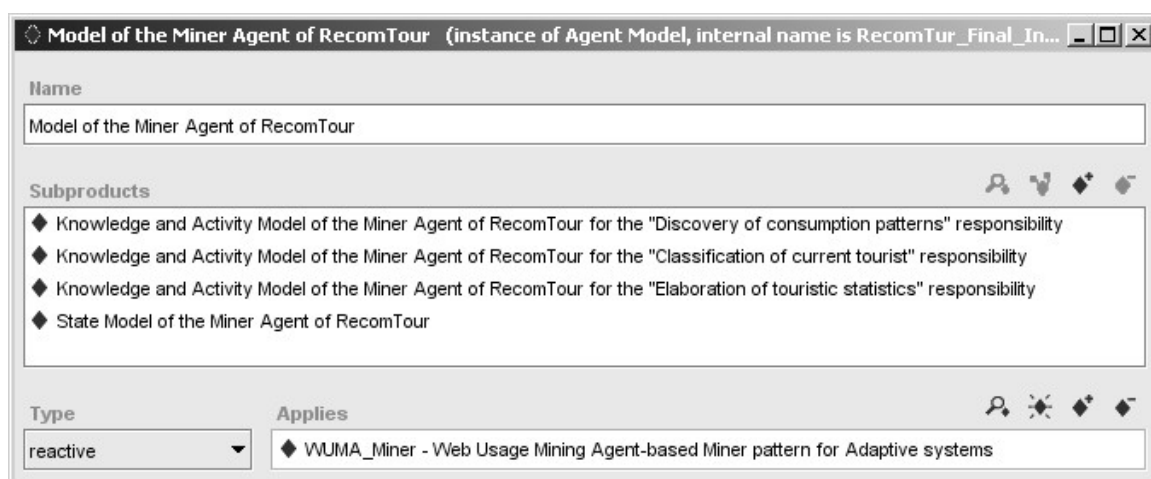 Model of the Miner Agent of RecomTour (instance of Agent Model, internal name is RecomTur_Final_In...
Name
Model of the Miner Agent of RecomTour
Subproducts
Knowledge and Activity Model of the Miner Agent of RecomTour for the "Discovery of consumption patterns" responsibility
Knowledge and Activity Model of the Miner Agent of RecomTour for the "Classification of current tourist" responsibility
Knowledge and Activity Model of the Miner Agent of RecomTour for the "Elaboration of touristic statistics" responsibility
State Model of the Miner Agent of RecomTour
Type Applies
reactive WUMA_Miner - Web Usage Mining Agent-based Miner pattern for Adaptive systems